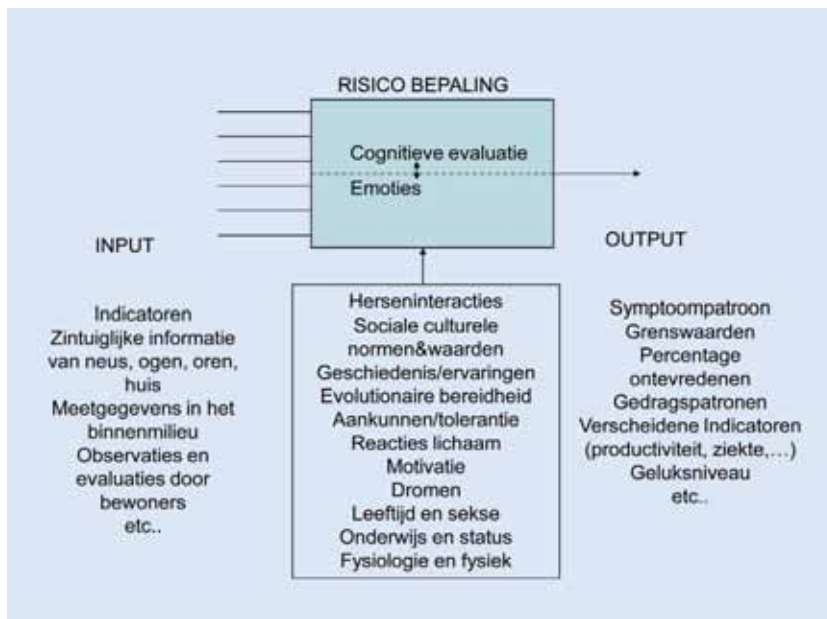 RISICO BEPALING
Cognitieve evaluatie
Emoties
INPUT
Indicatoren
Zintuiglijke informatie
van neus, ogen, oren,
huis
Meetgegevens in het
binnenmilieu
Observaties en
evaluaties door
bewoners
etc..
Herseninteracties
Sociale culturele
normen&waarden
Geschiedenis/ervaringen
Evolutionaire bereidheid
Aankunnen/tolerantie
Reacties lichaam
Motivatie
Dromen
Leeftijd en sekse
Onderwijs en status
Fysiologie en fysiek
OUTPUT
Symptoompatroon
Grenswaarden
Percentage
ontevredenen
Gedragspatronen
Verscheidene Indicatoren
(productiviteit, ziekte,...)
Geluksniveau
etc..